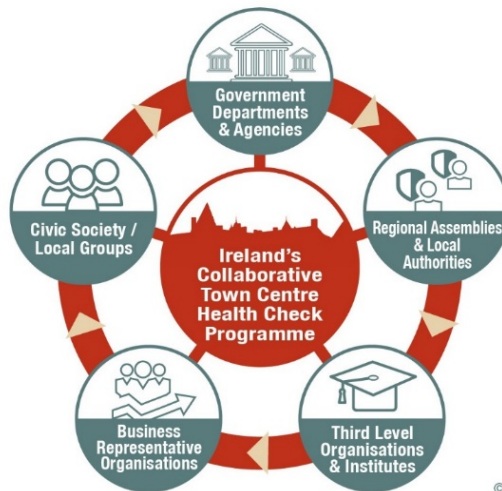 Government
Departments
& Agencies
Regional Assemblies
& Local
Authorities
Third Level
Organisations
& Institutes
Business
Representative
Organisations
Civic Society /
Local Groups
Ireland's
Collaborative
Town Centre
Health Check
Programme
©